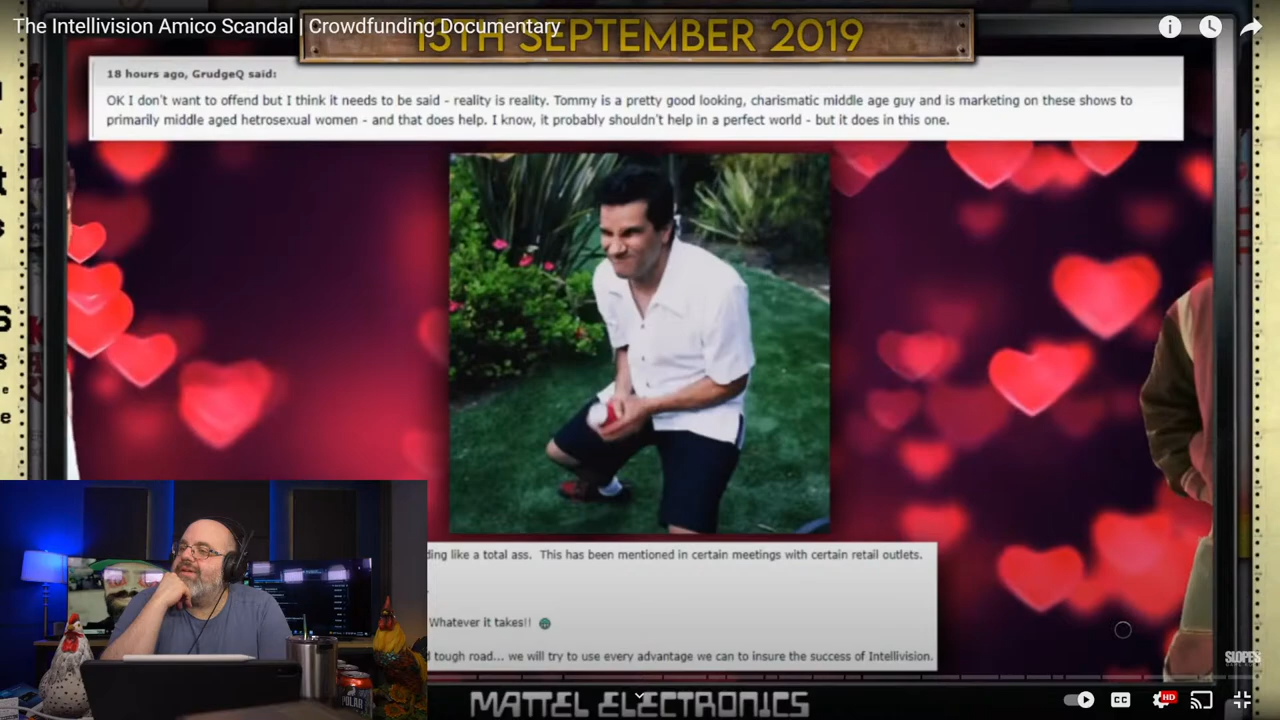 The Intellivision Amico Scandal | Crowdfunding Documentary
13TH SEPTEMBER 2019
18 hours ago, GrudgeQ said:
OK I don't want to offend but I think it needs to be said - reality is reality. Tommy is a pretty good looking, charismatic middle age guy and is marketing on these shows to
primarily middle aged hetrosexual women - and that does help. I know, it probably shouldn't help in a perfect world - but it does in this one.
ding like a total ass. This has been mentioned in certain meetings with certain retail outlets.
Whatever it takes!!
d tough road... we will try to use every advantage we can to insure the success of Intellivision.
SLOPES
GAME ROOM
POLAR
MATTEL ELECTRONICS
CC
HD